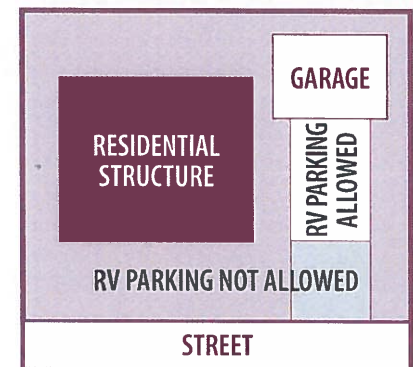 GARAGE
RESIDENTIAL
STRUCTURE
RV PARKING
ALLOWED
RV PARKING NOT ALLOWED
STREET